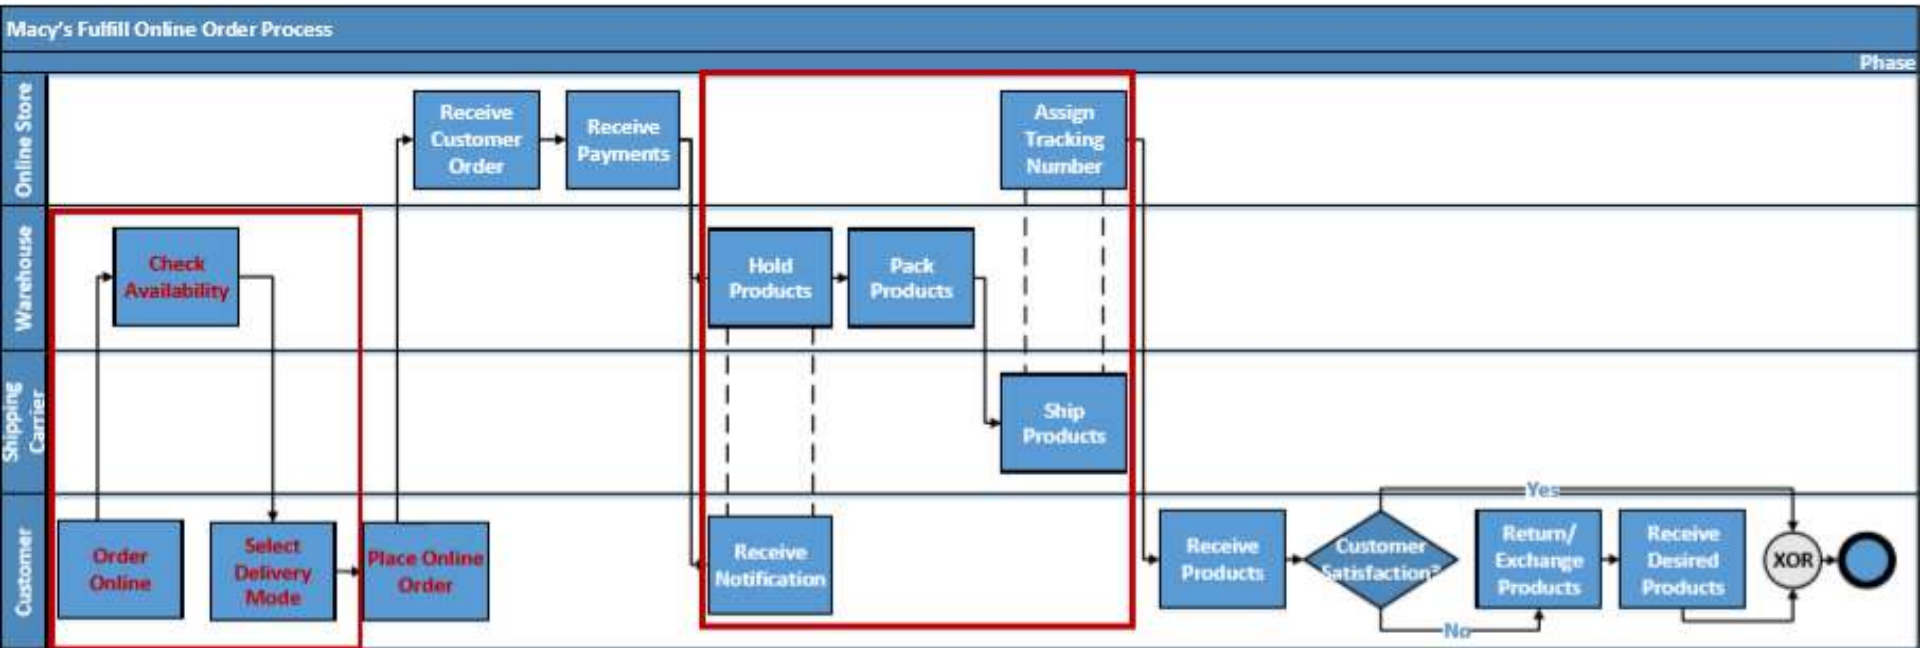 Macy's Fulfill Online Order Process
Phase
Online Store
Receive
Customer
Order
Receive
Payments
Assign
Tracking
Number
Warehouse
Check
Availability
Hold
Products
Pack
Products
Shipping
Carrier
Ship
Products
Customer
Order
Online
Select
Delivery
Mode
Place Online
Order
Receive
Notification
Receive
Products
Customer
Satisfaction?
Yes
No
Return/
Exchange
Products
Receive
Desired
Products
XOR